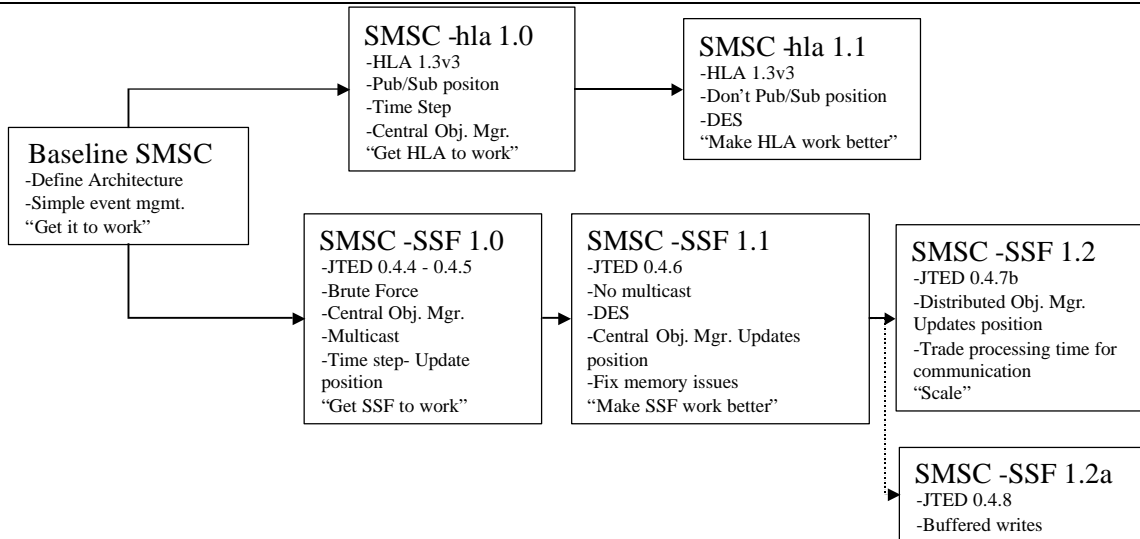 SMSC -hla 1.0
-HLA 1.3v3
-Pub/Sub positon
-Time Step
-Central Obj. Mgr.
“Get HLA to work”
SMSC -hla 1.1
-HLA 1.3v3
-Don’t Pub/Sub position
-DES
“Make HLA work better”
Baseline SMSC
-Define Architecture
-Simple event mgmt.
“Get it to work”
SMSC -SSF 1.0
-JTED 0.4.4 - 0.4.5
-Brute Force
-Central Obj. Mgr.
-Multicast
-Time step- Update
position
“Get SSF to work”
SMSC -SSF 1.1
-JTED 0.4.6
-No multicast
-DES
-Central Obj. Mgr. Updates
position
-Fix memory issues
“Make SSF work better”
SMSC -SSF 1.2
-JTED 0.4.7b
-Distributed Obj. Mgr.
Updates position
-Trade processing time for
communication
“Scale”
SMSC -SSF 1.2a
-JTED 0.4.8
-Buffered writes